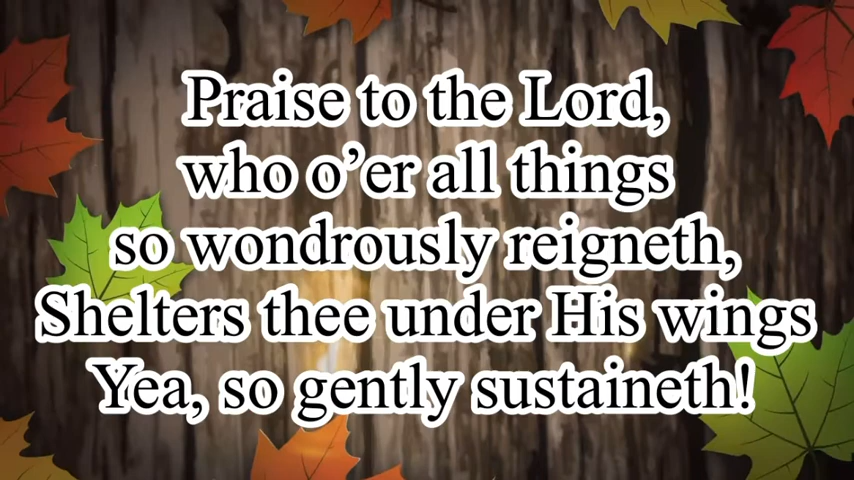 Praise to the Lord,
who o’er all things
so wondrously reigneth,
Shelters thee under His wings
Yea, so gently sustaineth!